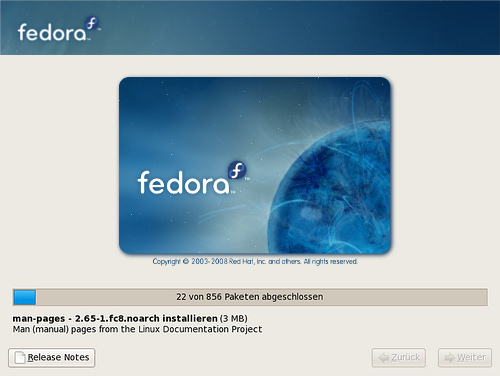 fedora
fedora™
Copyright © 2003-2008 Red Hat, Inc. and others. All rights reserved.
22 von 856 Paketen abgeschlossen
man-pages - 2.65-1.fc8.noarch installieren (3 MB)
Man (manual) pages from the Linux Documentation Project
Release Notes
Zurück
Weiter